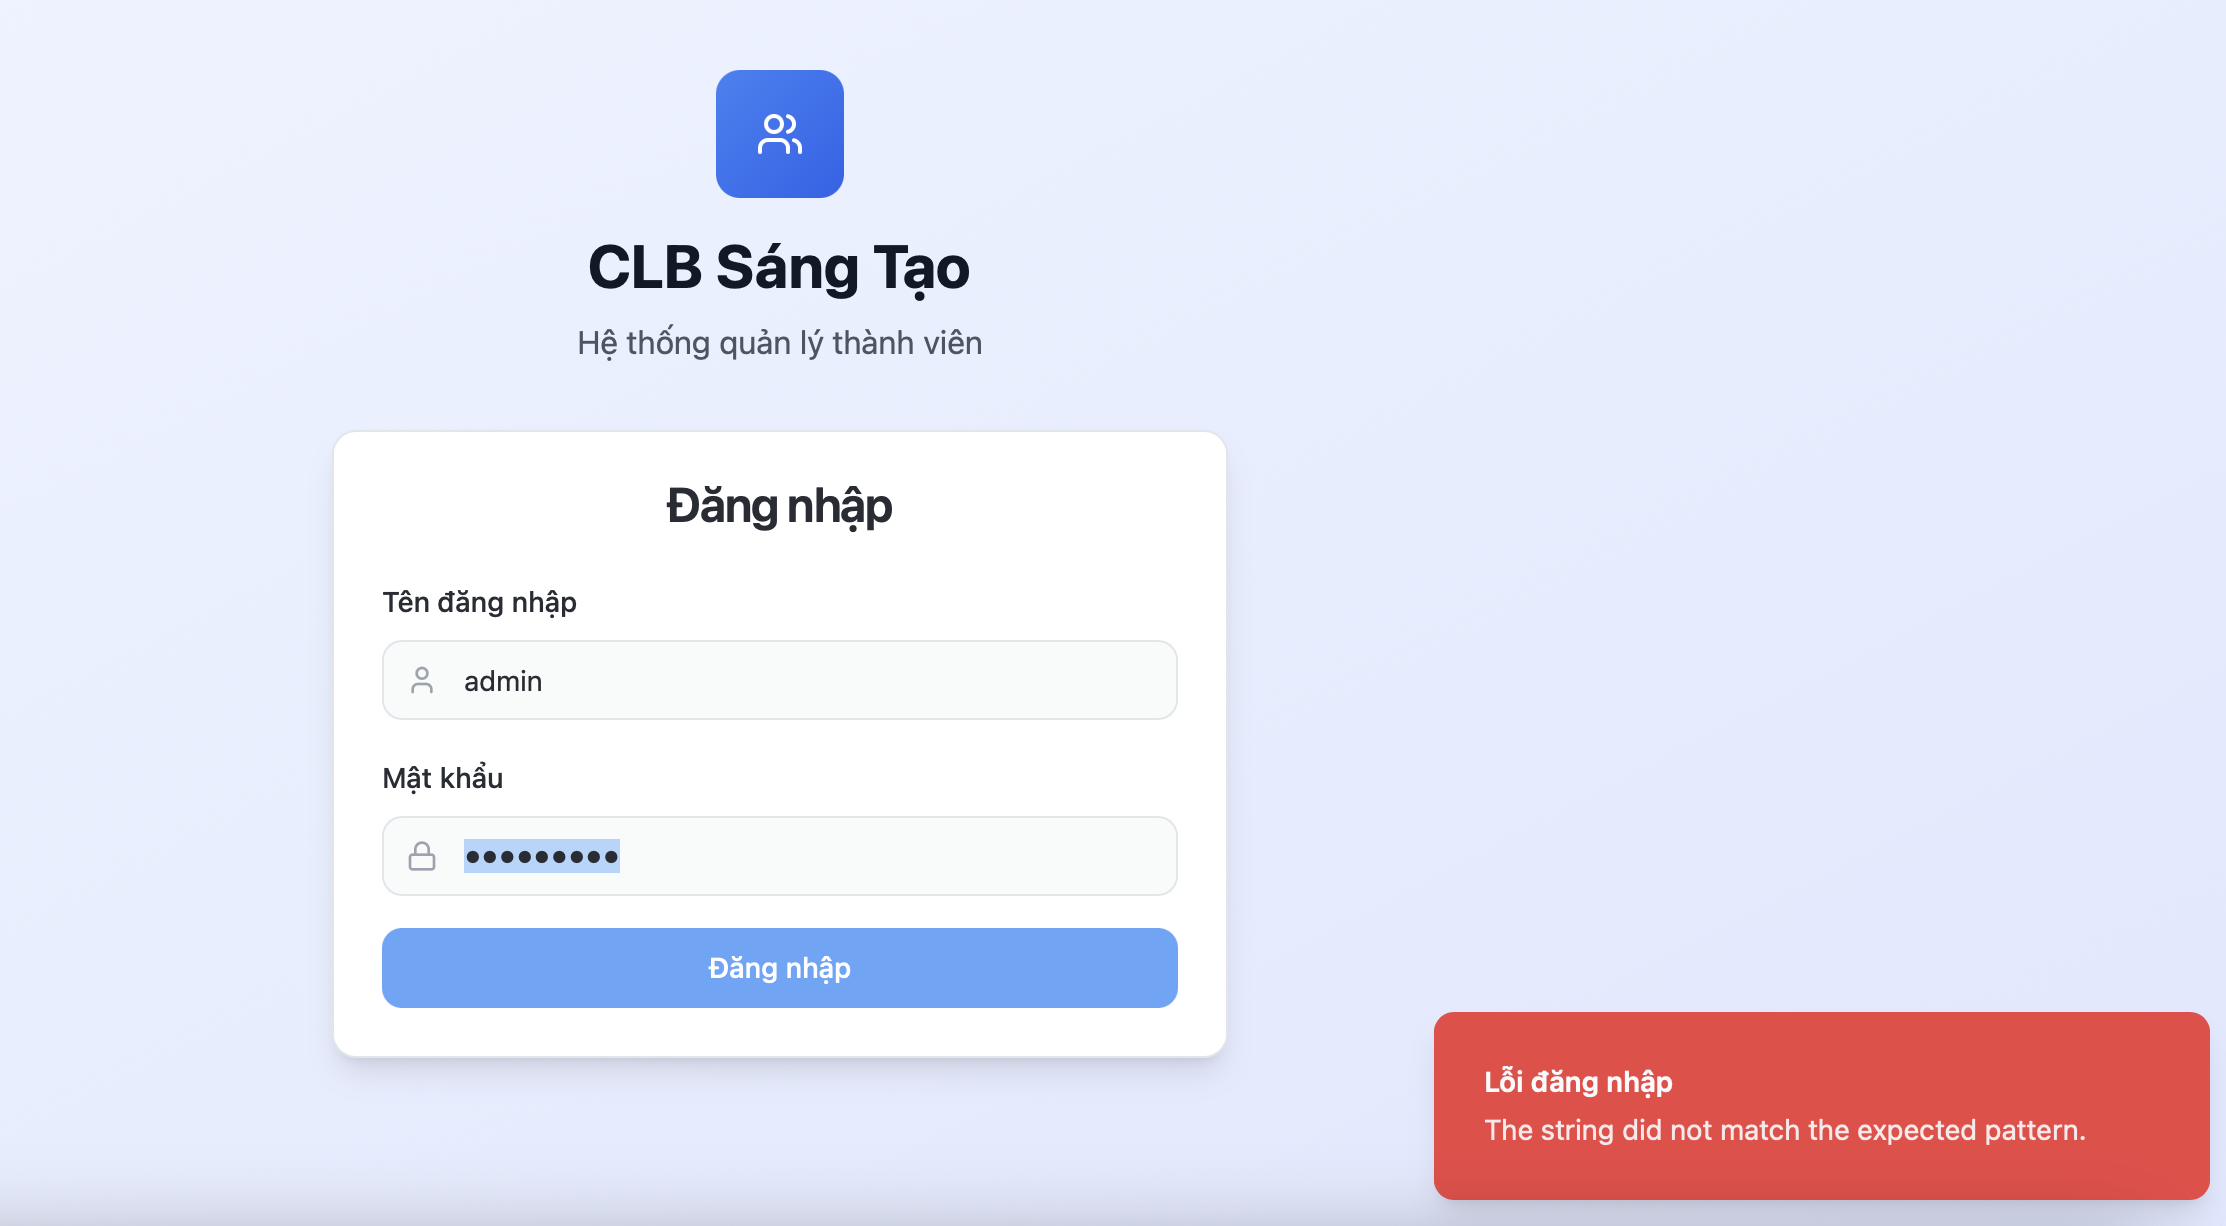 CLB Sáng Tạo
Hệ thống quản lý thành viên
Đăng nhập
Tên đăng nhập
admin
Mật khẩu
•••••••••
Đăng nhập
Lỗi đăng nhập
The string did not match the expected pattern.